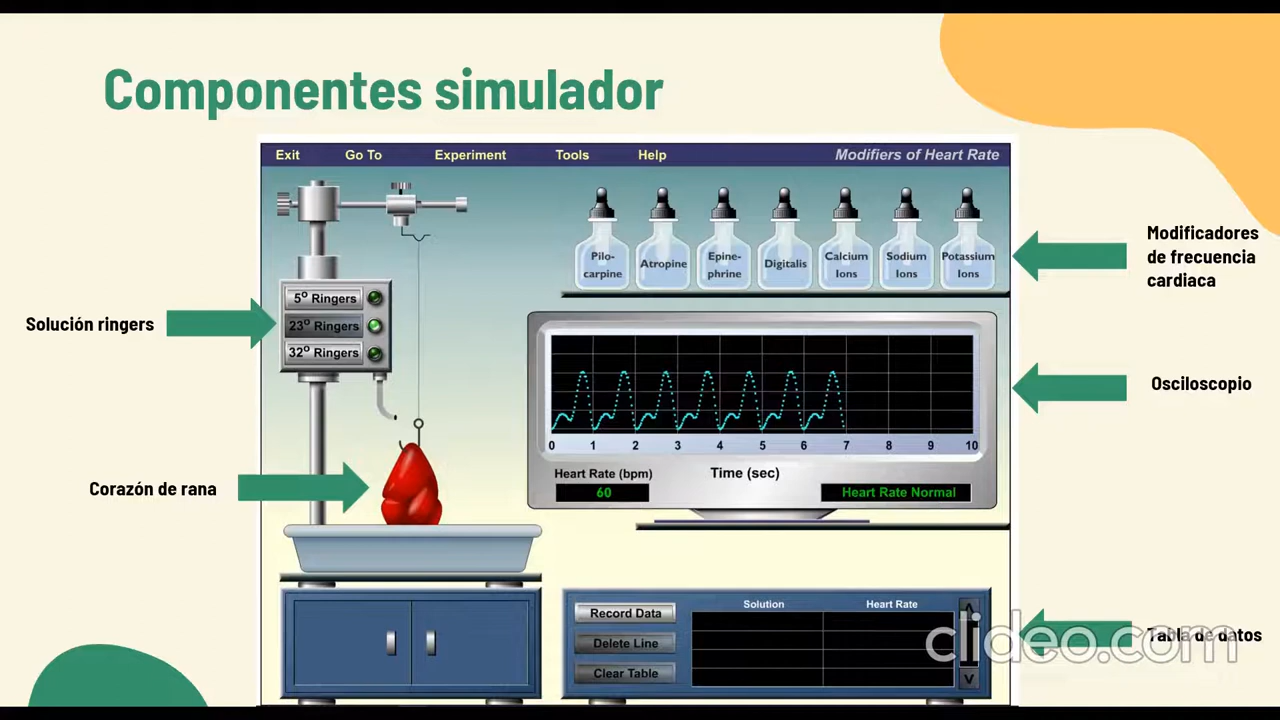 Componentes simulador
Exit Go To Experiment Tools Help Modifiers of Heart Rate
Pilo-
carpine
Atropine
Epine-
phrine
Digitalis
Calcium
Ions
Sodium
Ions
Potassium
Ions
Modificadores
de frecuencia
cardiaca
5° Ringers
23° Ringers
32° Ringers
Solución ringers
Osciloscopio
0 1 2 3 4 5 6 7 8 9 10
Heart Rate (bpm)
Time (sec)
60
Heart Rate Normal
Corazón de rana
Solution Heart Rate
Record Data
Delete Line
Clear Table
Tabla de datos
clideo.com